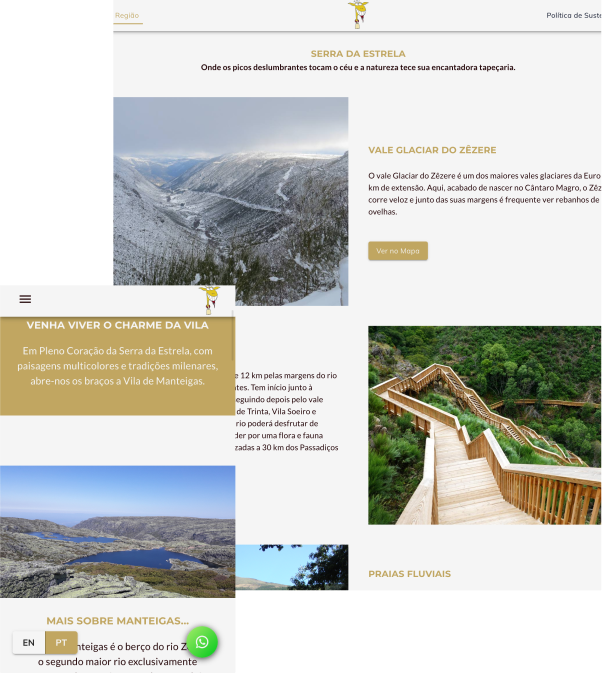 Região
Política de Suste
SERRA DA ESTRELA
Onde os picos deslumbrantes tocam o céu e a natureza tece sua encantadora tapeçaria.
VALE GLACIAR DO ZÊZERE
O vale Glaciar do Zêzere é um dos maiores vales glaciares da Euro
km de extensão. Aqui, acabado de nascer no Cântaro Magro, o Zêz
corre veloz e junto das suas margens é frequente ver rebanhos de
ovelhas.
Ver no Mapa
e 12 km pelas margens do rio
ntes. Tem início junto à
eguindo depois pelo vale
de Trinta, Vila Soeiro e
rio poderá desfrutar de
der por uma flora e fauna
zadas a 30 km dos Passadiços
PRAIAS FLUVIAIS
VENHA VIVER O CHARME DA VILA
Em Pleno Coração da Serra da Estrela, com
paisagens multicolores e tradições milenares,
abre-nos os braços a Vila de Manteigas.
MAIS SOBRE MANTEIGAS...
EN PT
nteigas é o berço do rio Z
o segundo maior rio exclusivamente